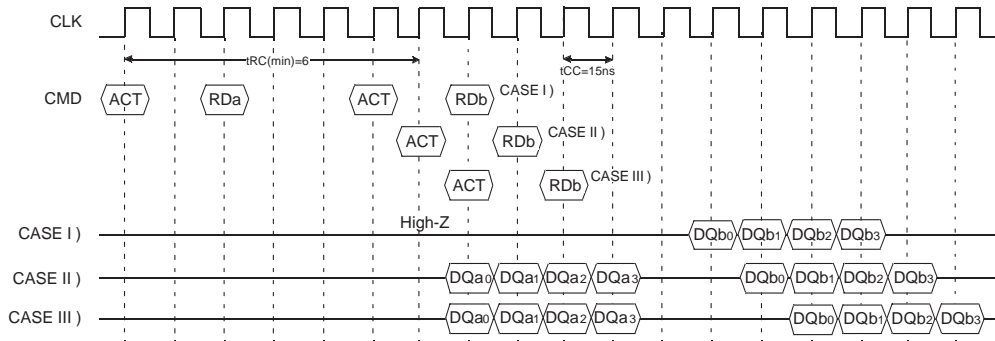 CLK
tRC(min)=6
tCC=15ns
CMD
ACT RDa ACT RDb CASE I )
ACT RDb CASE II )
ACT RDb CASE III )
High-Z
CASE I ) DQb0 DQb1 DQb2 DQb3
CASE II ) DQa0 DQa1 DQa2 DQa3 DQb0 DQb1 DQb2 DQb3
CASE III ) DQa0 DQa1 DQa2 DQa3 DQb0 DQb1 DQb2 DQb3